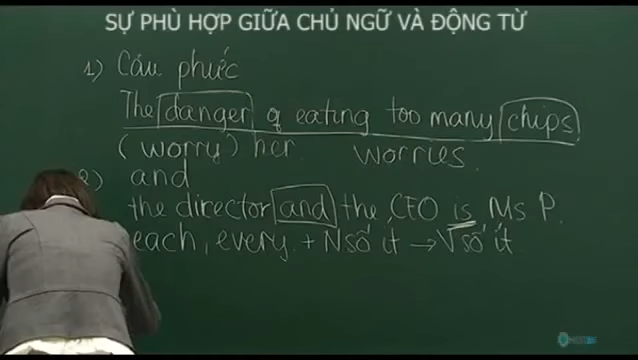 SỰ PHÙ HỢP GIỮA CHỦ NGỮ VÀ ĐỘNG TỪ
1) Câu phức
The danger of eating too many chips
(worry) her worries.
2) and
the director and the CEO is Ms P.
each, every + N số ít → V số ít